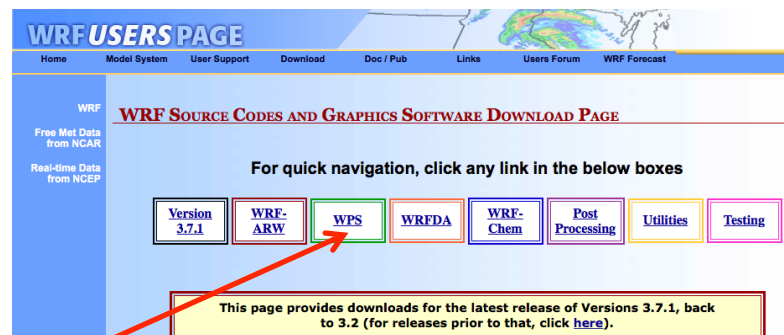 WRF USERS PAGE
Home Model System User Support Download Doc / Pub Links Users Forum WRF Forecast
WRF
Free Met Data
from NCAR
Real-time Data
from NCEP
WRF SOURCE CODES AND GRAPHICS SOFTWARE DOWNLOAD PAGE
For quick navigation, click any link in the below boxes
Version
3.7.1
WRF-
ARW
WPS
WRFDA
WRF-
Chem
Post
Processing
Utilities
Testing
This page provides downloads for the latest release of Versions 3.7.1, back
to 3.2 (for releases prior to that, click here).